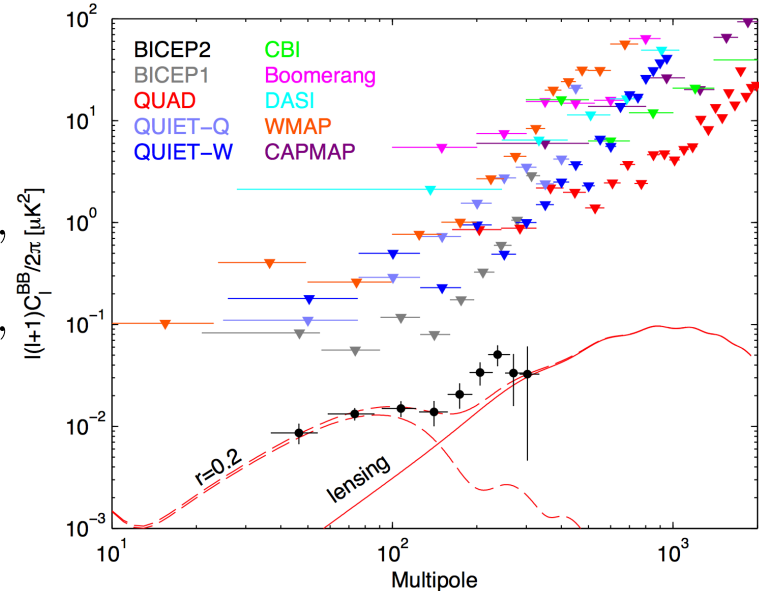 10²
10¹
10⁰
10⁻¹
10⁻²
10⁻³
l(l+1)C_l^BB/2π [μK²]
,
,
BICEP2 CBI
BICEP1 Boomerang
QUAD DASI
QUIET−Q WMAP
QUIET−W CAPMAP
r=0.2
lensing
10¹ 10² 10³
Multipole